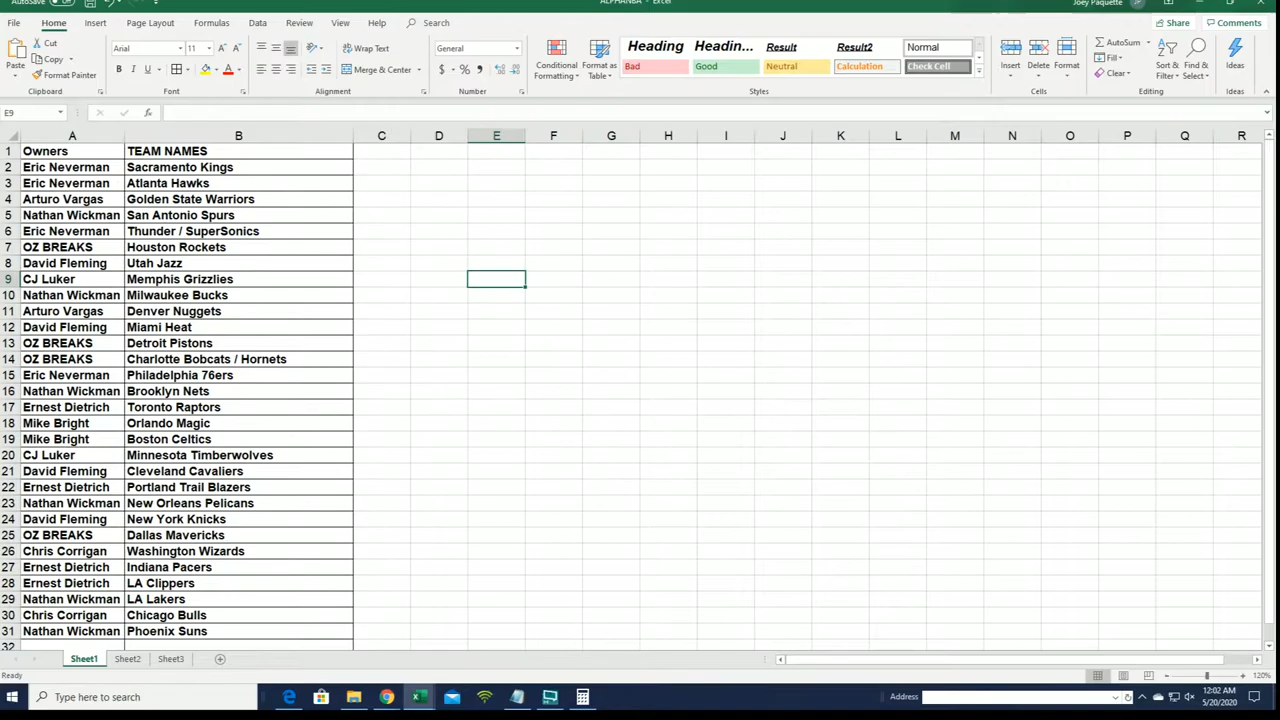 AutoSave Off ALPHANBA - Excel Joey Paquette JP
File Home Insert Page Layout Formulas Data Review View Help Search Share Comments
Paste Cut Copy Format Painter Clipboard
Arial 11 A A B I U A Font
Wrap Text Merge & Center Alignment
General $ % , Number
Conditional Formatting Format as Table
Heading Headin... Result Result2 Normal
Bad Good Neutral Calculation Check Cell
Styles
Insert Delete Format Cells
AutoSum Fill Clear Sort & Filter Find & Select Editing
Ideas Ideas
E9 fx
A B C D E F G H I J K L M N O P Q R
1 Owners TEAM NAMES
2 Eric Neverman Sacramento Kings
3 Eric Neverman Atlanta Hawks
4 Arturo Vargas Golden State Warriors
5 Nathan Wickman San Antonio Spurs
6 Eric Neverman Thunder / SuperSonics
7 OZ BREAKS Houston Rockets
8 David Fleming Utah Jazz
9 CJ Luker Memphis Grizzlies
10 Nathan Wickman Milwaukee Bucks
11 Arturo Vargas Denver Nuggets
12 David Fleming Miami Heat
13 OZ BREAKS Detroit Pistons
14 OZ BREAKS Charlotte Bobcats / Hornets
15 Eric Neverman Philadelphia 76ers
16 Nathan Wickman Brooklyn Nets
17 Ernest Dietrich Toronto Raptors
18 Mike Bright Orlando Magic
19 Mike Bright Boston Celtics
20 CJ Luker Minnesota Timberwolves
21 David Fleming Cleveland Cavaliers
22 Ernest Dietrich Portland Trail Blazers
23 Nathan Wickman New Orleans Pelicans
24 David Fleming New York Knicks
25 OZ BREAKS Dallas Mavericks
26 Chris Corrigan Washington Wizards
27 Ernest Dietrich Indiana Pacers
28 Ernest Dietrich LA Clippers
29 Nathan Wickman LA Lakers
30 Chris Corrigan Chicago Bulls
31 Nathan Wickman Phoenix Suns
32
Sheet1 Sheet2 Sheet3
Ready 120%
Type here to search Address 12:02 AM
5/20/2020